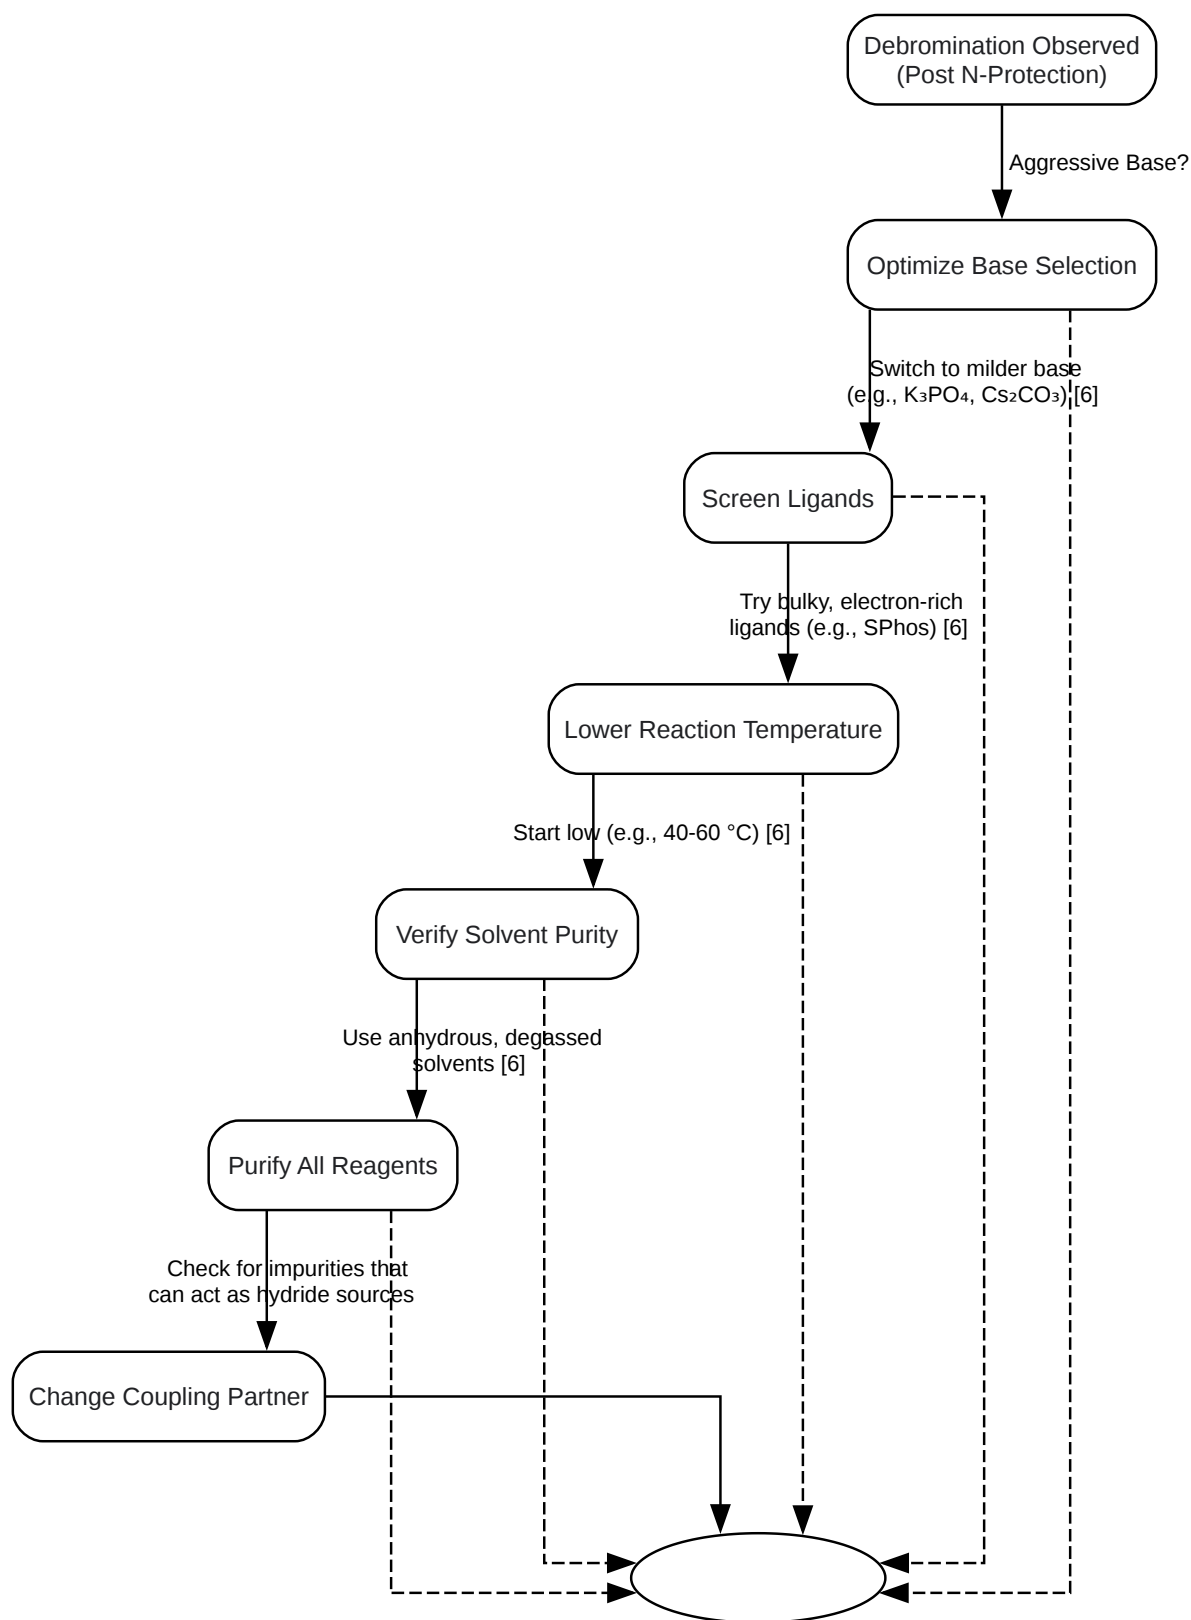 Debromination Observed
(Post N-Protection)
Aggressive Base?
Optimize Base Selection
Switch to milder base
(e.g., K₃PO₄, Cs₂CO₃) [6]
Screen Ligands
Try bulky, electron-rich
ligands (e.g., SPhos) [6]
Lower Reaction Temperature
Start low (e.g., 40-60 °C) [6]
Verify Solvent Purity
Use anhydrous, degassed
solvents [6]
Purify All Reagents
Check for impurities that
can act as hydride sources
Change Coupling Partner